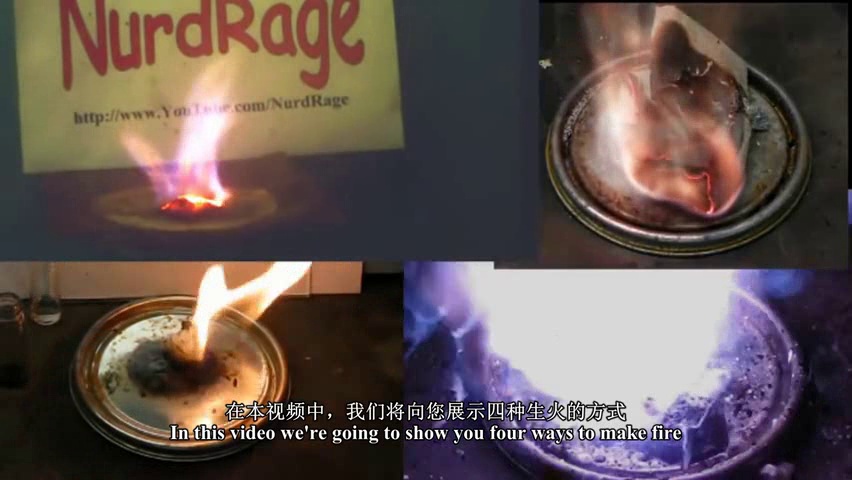 NurdRage
http://www.YouTube.com/NurdRage
在本视频中，我们将向您展示四种生火的方式
In this video we're going to show you four ways to make fire